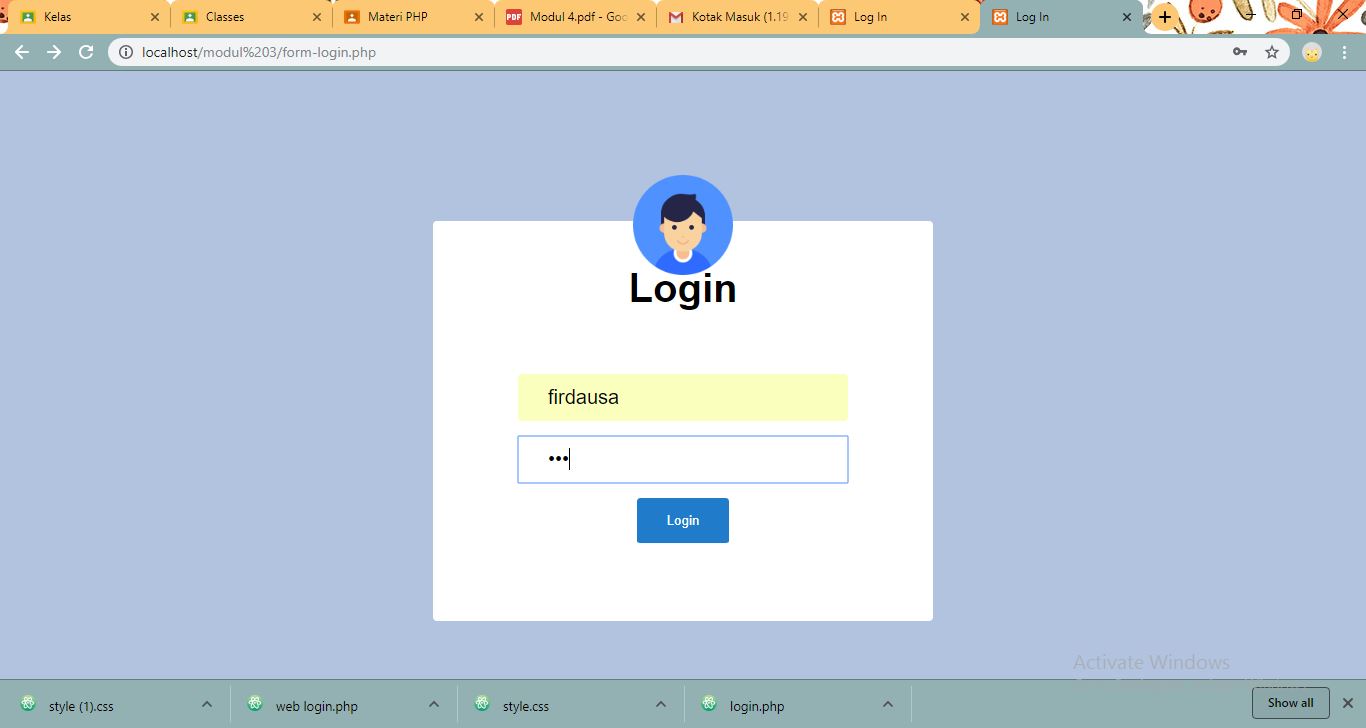 Kelas
Classes
Materi PHP
PDF
Modul 4.pdf - Goo
Kotak Masuk (1.19
Log In
Log In
localhost/modul%203/form-login.php
Login
firdausa
•••
Login
Activate Windows
style (1).css
web login.php
style.css
login.php
Show all